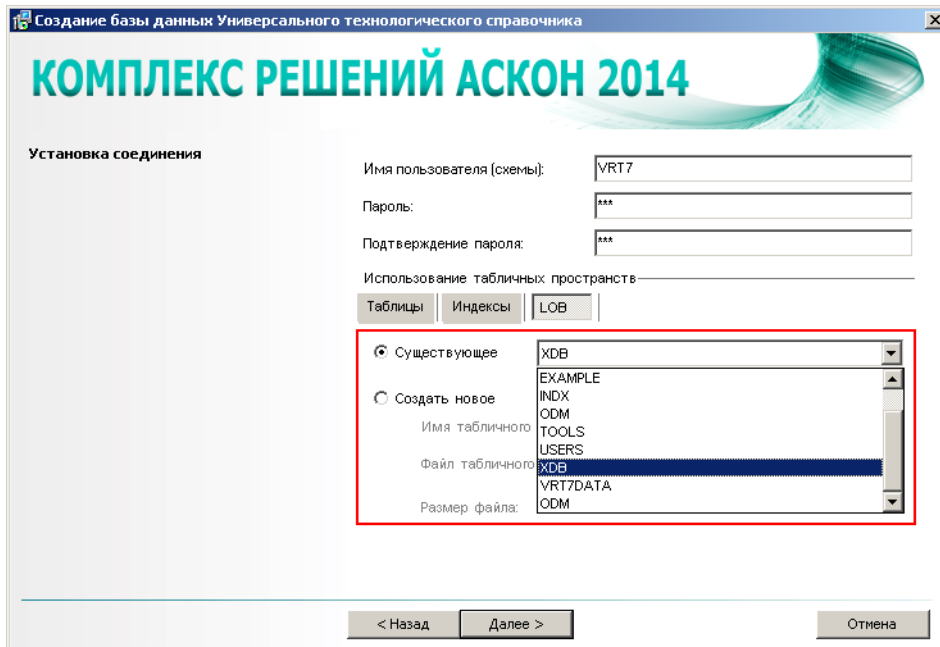 Создание базы данных Универсального технологического справочника
КОМПЛЕКС РЕШЕНИЙ АСКОН 2014
Установка соединения
Имя пользователя (схемы): VRT7
Пароль: ***
Подтверждение пароля: ***
Использование табличных пространств
Таблицы Индексы LOB
Существующее XDB
EXAMPLE
Создать новое INDX
ODM
Имя табличного TOOLS
USERS
Файл табличного XDB
VRT7DATA
Размер файла: ODM
< Назад Далее > Отмена